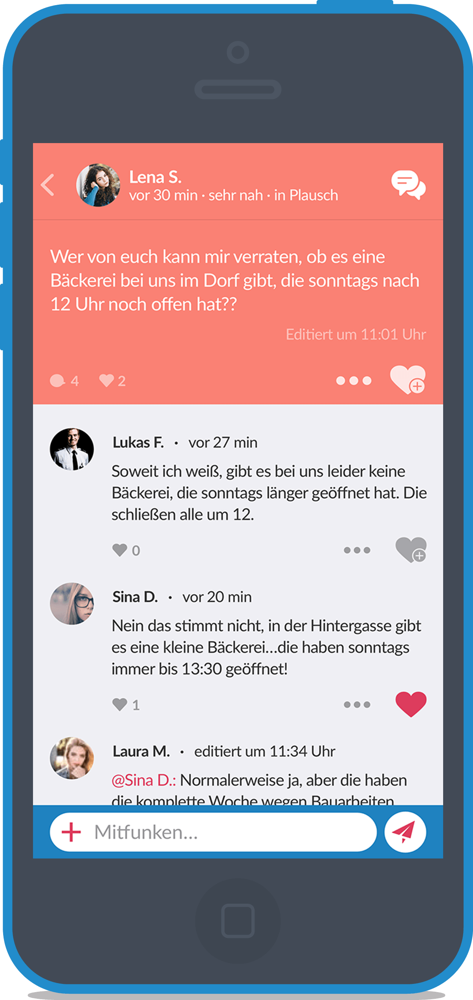 Lena S.
vor 30 min · sehr nah · in Plausch
Wer von euch kann mir verraten, ob es eine
Bäckerei bei uns im Dorf gibt, die sonntags nach
12 Uhr noch offen hat??
Editiert um 11:01 Uhr
4 2
Lukas F. · vor 27 min
Soweit ich weiß, gibt es bei uns leider keine
Bäckerei, die sonntags länger geöffnet hat. Die
schließen alle um 12.
0
Sina D. · vor 20 min
Nein das stimmt nicht, in der Hintergasse gibt
es eine kleine Bäckerei...die haben sonntags
immer bis 13:30 geöffnet!
1
Laura M. · editiert um 11:34 Uhr
@Sina D.: Normalerweise ja, aber die haben
die komplette Woche wegen Bauarbeiten
Mitfunken...